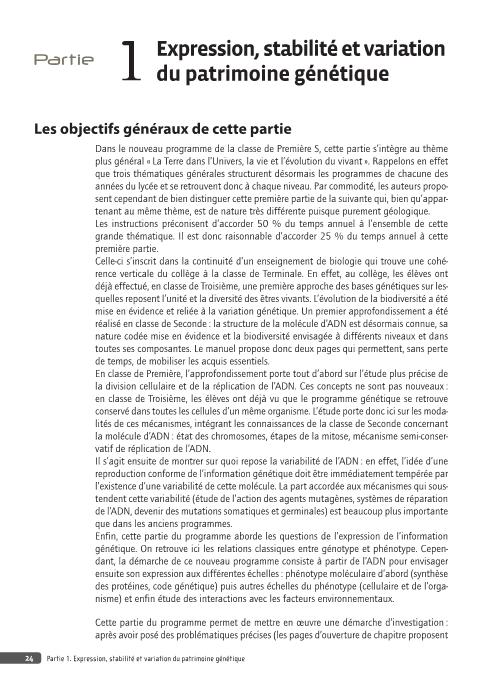 Partie 1 Expression, stabilité et variation
du patrimoine génétique
Les objectifs généraux de cette partie
Dans le nouveau programme de la classe de Première S, cette partie s'intègre au thème
plus général « La Terre dans l'Univers, la vie et l'évolution du vivant ». Rappelons en effet
que trois thématiques générales structurent désormais les programmes de chacune des
années du lycée et se retrouvent donc à chaque niveau. Par commodité, les auteurs propo-
sent cependant de bien distinguer cette première partie de la suivante qui, bien qu'appar-
tenant au même thème, est de nature très différente puisque purement géologique.
Les instructions préconisent d'accorder 50 % du temps annuel à l'ensemble de cette
grande thématique. Il est donc raisonnable d'accorder 25 % du temps annuel à cette
première partie.
Celle-ci s'inscrit dans la continuité d'un enseignement de biologie qui trouve une cohé-
rence verticale du collège à la classe de Terminale. En effet, au collège, les élèves ont
déjà effectué, en classe de Troisième, une première approche des bases génétiques sur les-
quelles reposent l'unité et la diversité des êtres vivants. L'évolution de la biodiversité a été
mise en évidence et reliée à la variation génétique. Un premier approfondissement a été
réalisé en classe de Seconde : la structure de la molécule d'ADN est désormais connue, sa
nature codée mise en évidence et la biodiversité envisagée à différents niveaux et dans
toutes ses composantes. Le manuel propose donc deux pages qui permettent, sans perte
de temps, de mobiliser les acquis essentiels.
En classe de Première, l'approfondissement porte tout d'abord sur l'étude plus précise de
la division cellulaire et de la réplication de l'ADN. Ces concepts ne sont pas nouveaux :
en classe de Troisième, les élèves ont déjà vu que le programme génétique se retrouve
conservé dans toutes les cellules d'un même organisme. L'étude porte donc ici sur les moda-
lités de ces mécanismes, intégrant les connaissances de la classe de Seconde concernant
la molécule d'ADN : état des chromosomes, étapes de la mitose, mécanisme semi-conser-
vatif de réplication de l'ADN.
Il s'agit ensuite de montrer sur quoi repose la variabilité de l'ADN : en effet, l'idée d'une
reproduction conforme de l'information génétique doit être immédiatement tempérée par
l'existence d'une variabilité de cette molécule. La part accordée aux mécanismes qui sous-
tendent cette variabilité (étude de l'action des agents mutagènes, systèmes de réparation
de l'ADN, devenir des mutations somatiques et germinales) est beaucoup plus importante
que dans les anciens programmes.
Enfin, cette partie du programme aborde les questions de l'expression de l'information
génétique. On retrouve ici les relations classiques entre génotype et phénotype. Cepen-
dant, la démarche de ce nouveau programme consiste à partir de l'ADN pour envisager
ensuite son expression aux différentes échelles : phénotype moléculaire d'abord (synthèse
des protéines, code génétique) puis autres échelles du phénotype (cellulaire et de l'orga-
nisme) et enfin étude des interactions avec les facteurs environnementaux.
Cette partie du programme permet de mettre en œuvre une démarche d'investigation :
après avoir posé des problématiques précises (les pages d'ouverture de chapitre proposent
24 Partie 1. Expression, stabilité et variation du patrimoine génétique